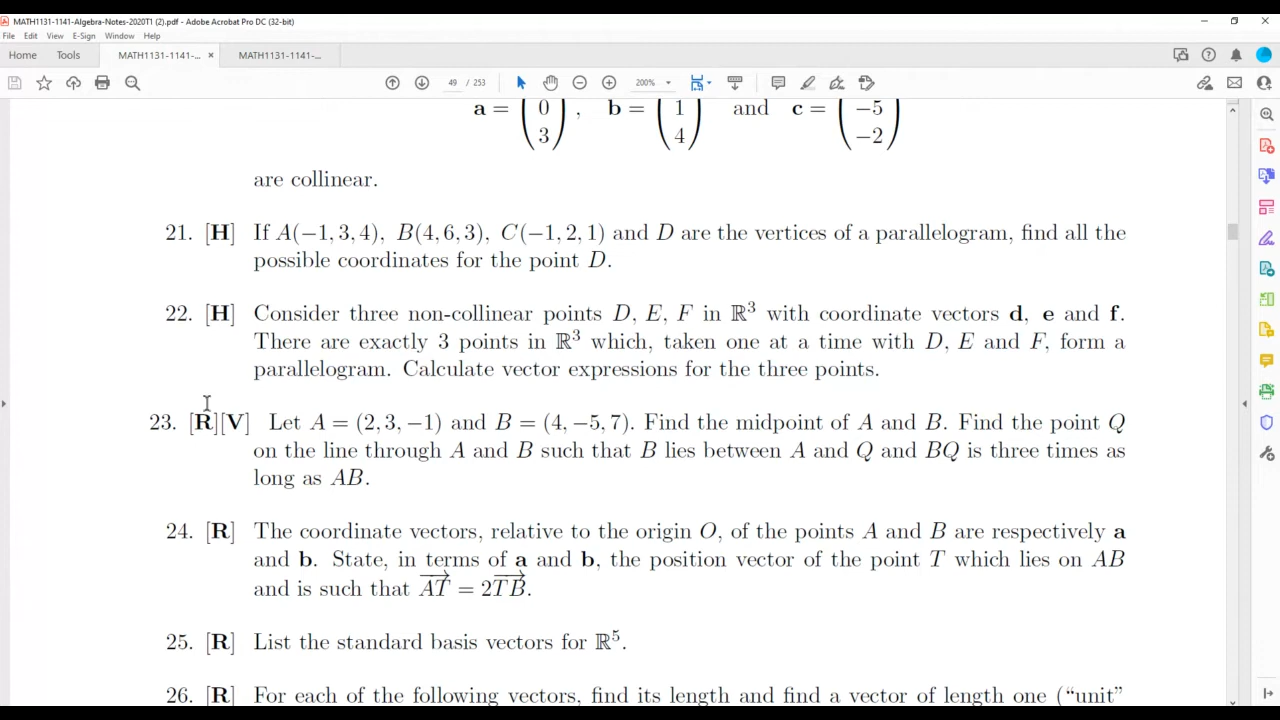 MATH1131-1141-Algebra-Notes-2020T1 (2).pdf - Adobe Acrobat Pro DC (32-bit)
File Edit View E-Sign Window Help
Home Tools MATH1131-1141-... × MATH1131-1141-...
49 / 253 200%
a = ( 0 3 ), b = ( 1 4 ) and c = ( −5 −2 )
are collinear.
21. [H] If A(−1, 3, 4), B(4, 6, 3), C(−1, 2, 1) and D are the vertices of a parallelogram, find all the
possible coordinates for the point D.
22. [H] Consider three non-collinear points D, E, F in ℝ³ with coordinate vectors d, e and f.
There are exactly 3 points in ℝ³ which, taken one at a time with D, E and F, form a
parallelogram. Calculate vector expressions for the three points.
23. [R][V] Let A = (2, 3, −1) and B = (4, −5, 7). Find the midpoint of A and B. Find the point Q
on the line through A and B such that B lies between A and Q and BQ is three times as
long as AB.
24. [R] The coordinate vectors, relative to the origin O, of the points A and B are respectively a
and b. State, in terms of a and b, the position vector of the point T which lies on AB
and is such that A͞T⃗ = 2T͞B⃗.
25. [R] List the standard basis vectors for ℝ⁵.
26. [R] For each of the following vectors, find its length and find a vector of length one (“unit”